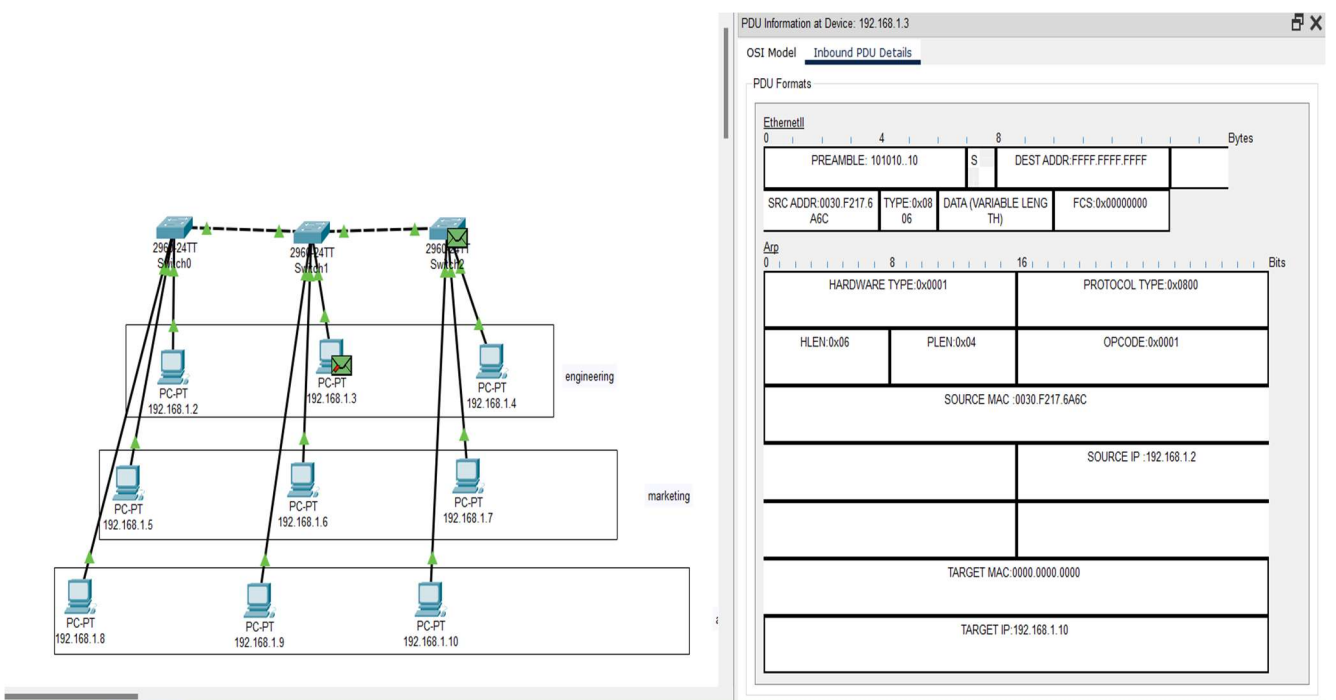 2960-24TT
Switch0
2960-24TT
Switch1
2960-24TT
Switch2
PC-PT
192.168.1.2
PC-PT
192.168.1.3
PC-PT
192.168.1.4
engineering
PC-PT
192.168.1.5
PC-PT
192.168.1.6
PC-PT
192.168.1.7
marketing
PC-PT
192.168.1.8
PC-PT
192.168.1.9
PC-PT
192.168.1.10
a
PDU Information at Device: 192.168.1.3
OSI Model Inbound PDU Details
PDU Formats
EthernetII
0 4 8 Bytes
PREAMBLE: 101010..10 S DEST ADDR:FFFF.FFFF.FFFF
SRC ADDR:0030.F217.6 TYPE:0x08 DATA (VARIABLE LENG FCS:0x00000000
A6C 06 TH)
Arp
0 8 16 Bits
HARDWARE TYPE:0x0001 PROTOCOL TYPE:0x0800
HLEN:0x06 PLEN:0x04 OPCODE:0x0001
SOURCE MAC :0030.F217.6A6C
SOURCE IP :192.168.1.2
TARGET MAC:0000.0000.0000
TARGET IP:192.168.1.10